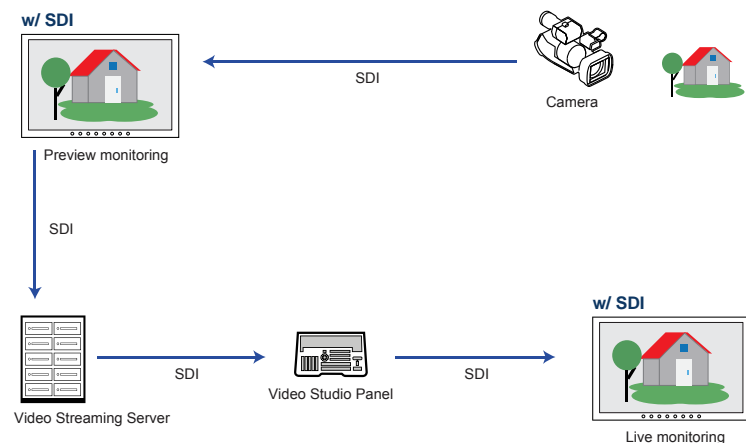 w/ SDI
SDI
Camera
Preview monitoring
SDI
w/ SDI
SDI
SDI
Video Studio Panel
Video Streaming Server
Live monitoring